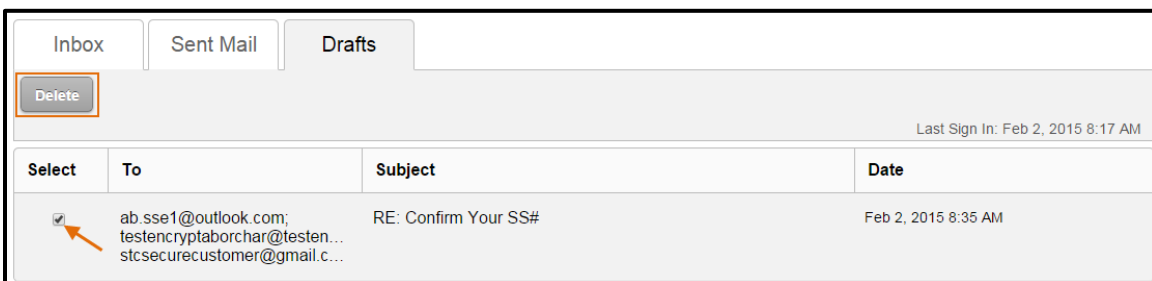 Inbox Sent Mail Drafts
Delete
Last Sign In: Feb 2, 2015 8:17 AM
Select To Subject Date
ab.sse1@outlook.com; RE: Confirm Your SS# Feb 2, 2015 8:35 AM
testencryptaborchar@testen...
stcsecurecustomer@gmail.c...